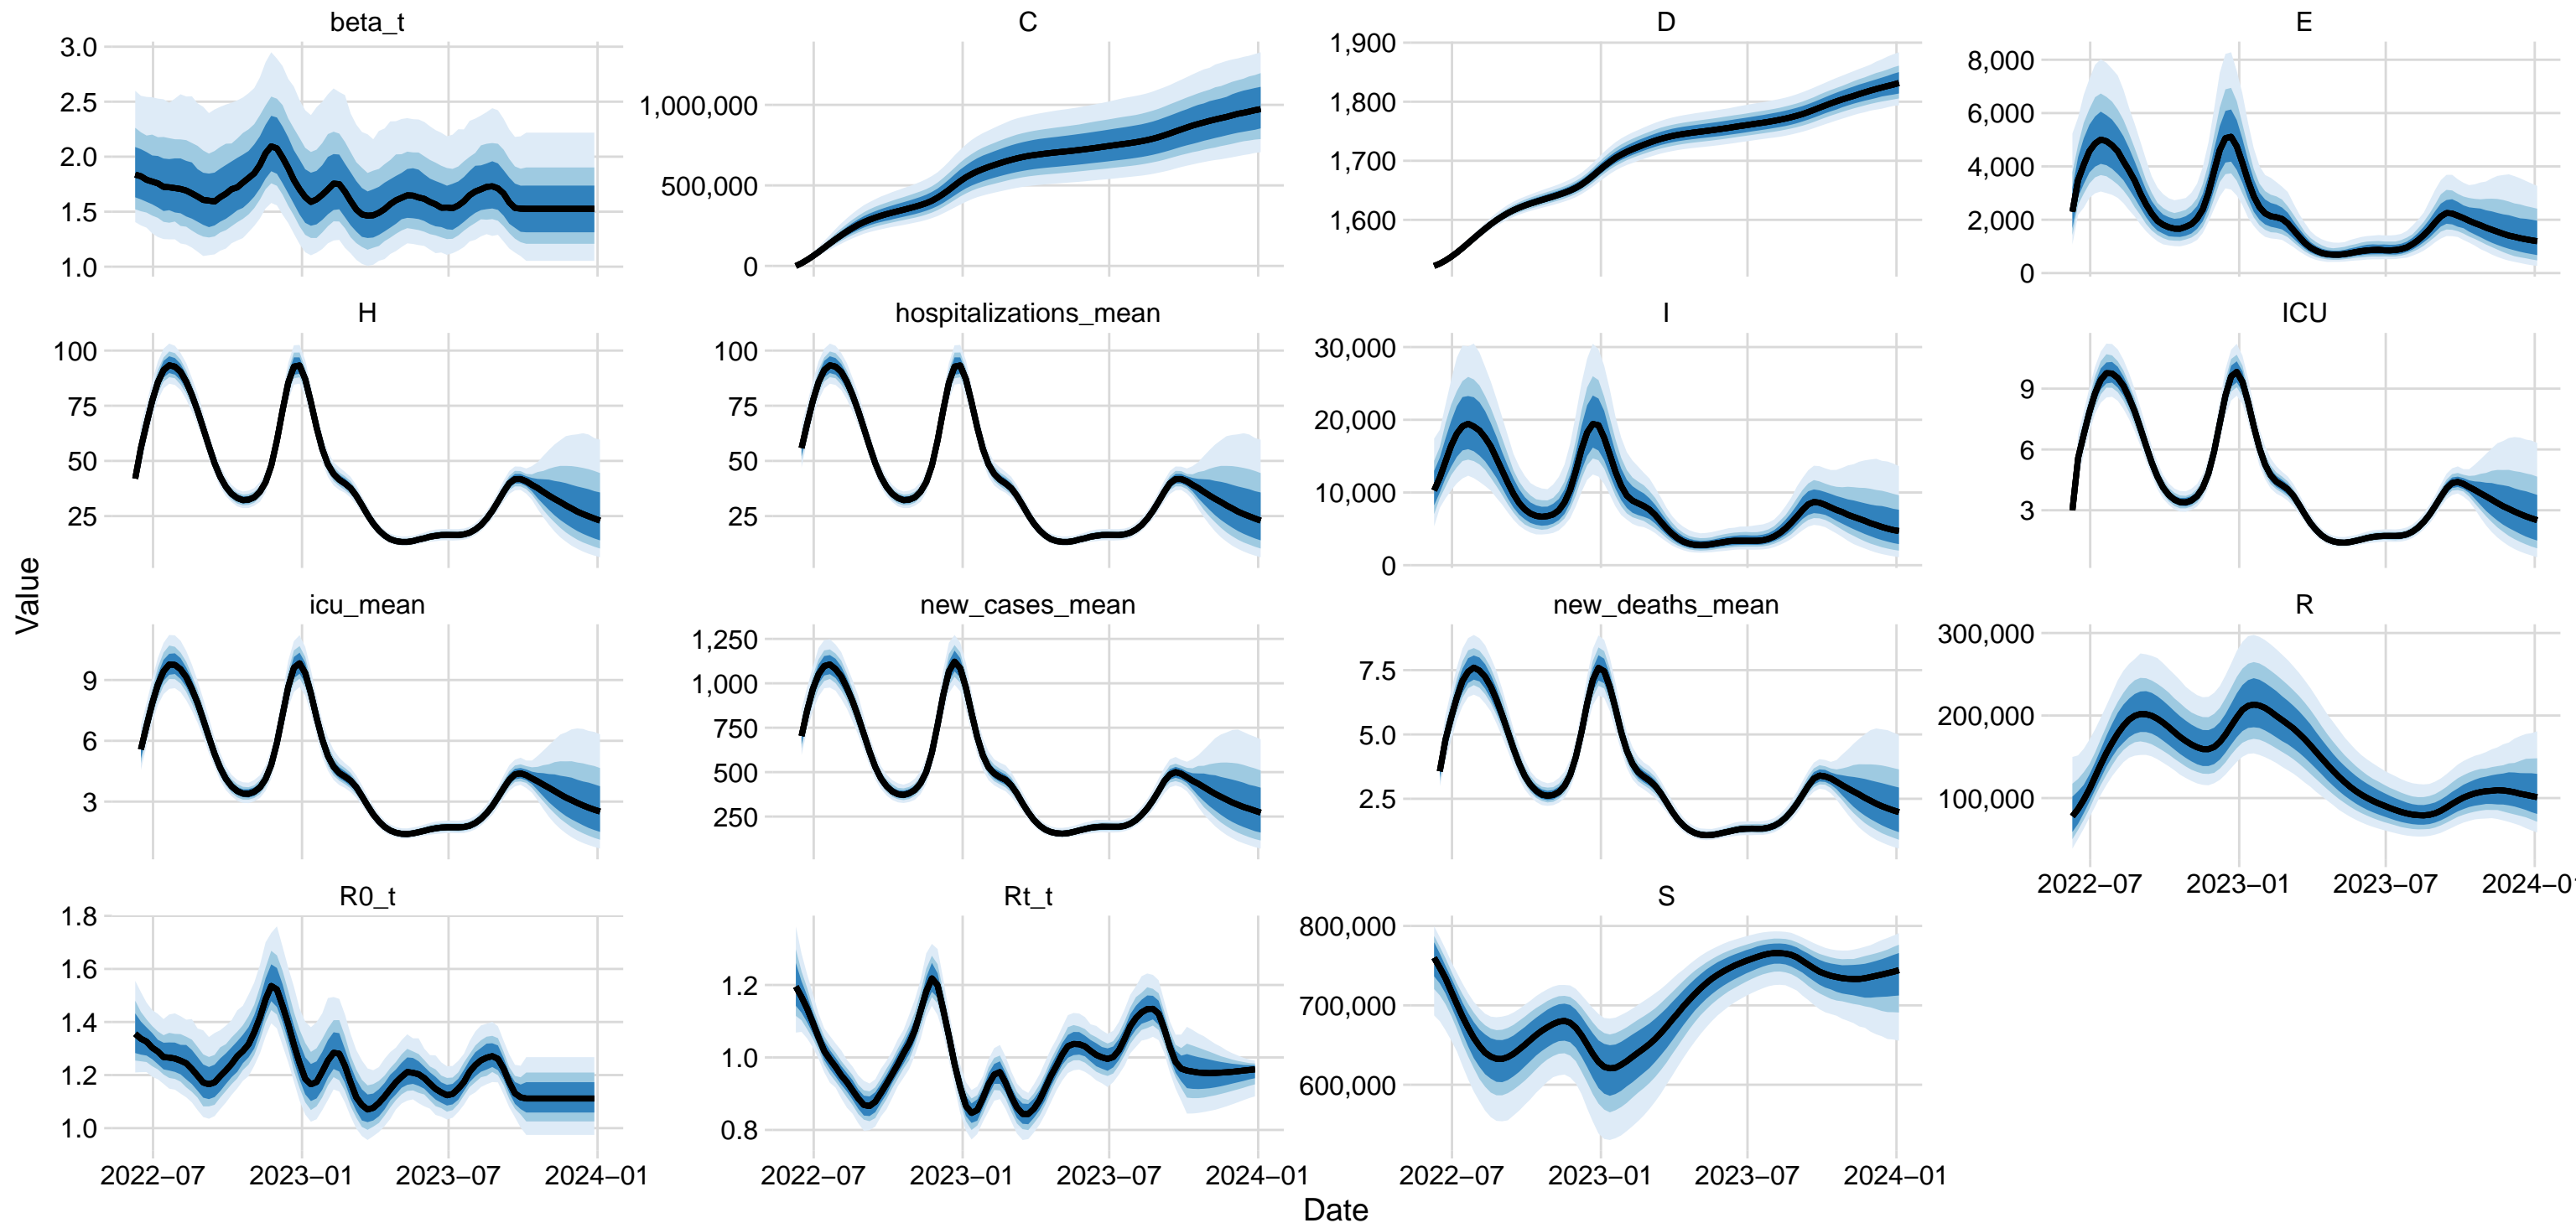 beta_t
C
D
E
3.0
2.5
2.0
1.5
1.0
1,000,000
500,000
0
1,900
1,800
1,700
1,600
8,000
6,000
4,000
2,000
0
H
hospitalizations_mean
I
ICU
100
75
50
25
100
75
50
25
30,000
20,000
10,000
0
9
6
3
Value
icu_mean
new_cases_mean
new_deaths_mean
R
9
6
3
1,250
1,000
750
500
250
7.5
5.0
2.5
300,000
200,000
100,000
2022−07 2023−01 2023−07 2024−01
R0_t
Rt_t
S
1.8
1.6
1.4
1.2
1.0
1.2
1.0
0.8
800,000
700,000
600,000
2022−07 2023−01 2023−07 2024−01
2022−07 2023−01 2023−07 2024−01
2022−07 2023−01 2023−07 2024−01
Date